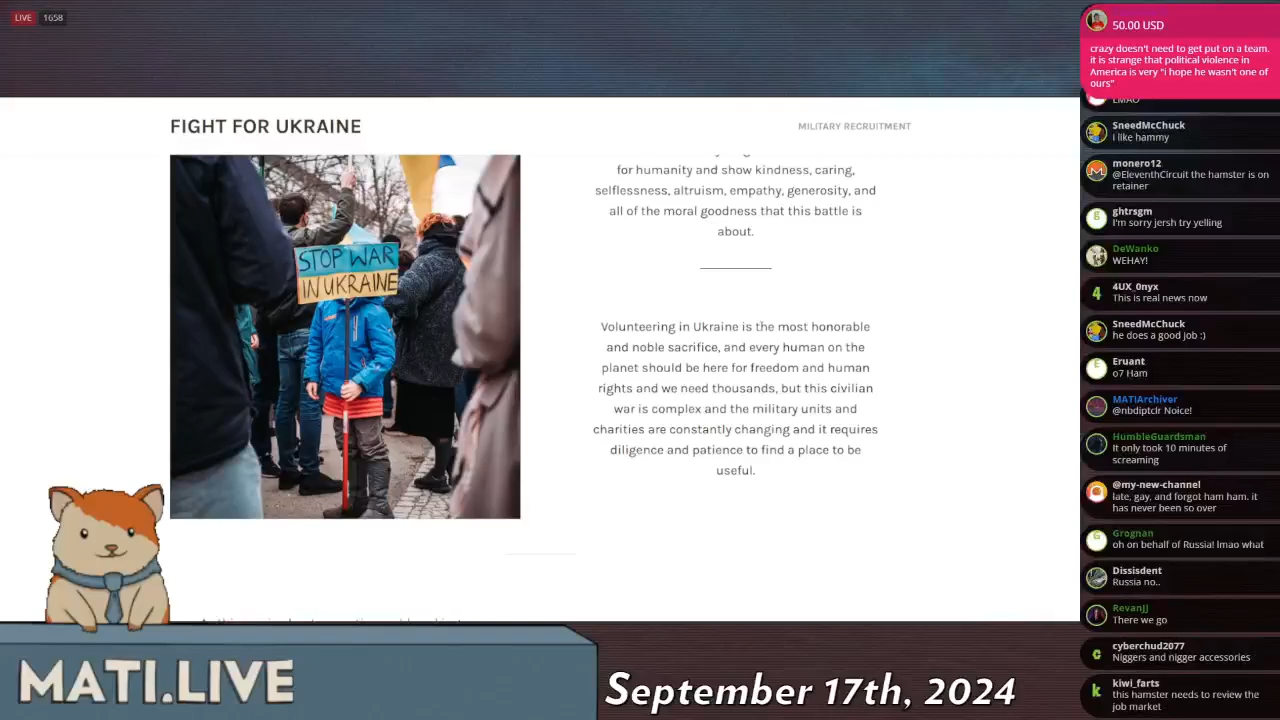 LIVE 1658
FIGHT FOR UKRAINE
MILITARY RECRUITMENT
STOP WAR
IN UKRAINE
for humanity and show kindness, caring,
selflessness, altruism, empathy, generosity, and
all of the moral goodness that this battle is
about.
Volunteering in Ukraine is the most honorable
and noble sacrifice, and every human on the
planet should be here for freedom and human
rights and we need thousands, but this civilian
war is complex and the military units and
charities are constantly changing and it requires
diligence and patience to find a place to be
useful.
MATI.LIVE
September 17th, 2024
50.00 USD
crazy doesn't need to get put on a team.
it is strange that political violence in
America is very "i hope he wasn't one of
ours"
LMAO
SneedMcChuck
i like hammy
monero12
@EleventhCircuit the hamster is on
retainer
ghtrsgm
I'm sorry jersh try yelling
DeWanko
WEHAY!
4UX_0nyx
This is real news now
SneedMcChuck
he does a good job :)
Eruant
o7 Ham
MATIArchiver
@nbdiptclr Noice!
HumbleGuardsman
It only took 10 minutes of
screaming
@my-new-channel
late, gay, and forgot ham ham. it
has never been so over
Grognan
oh on behalf of Russia! lmao what
Dissisdent
Russia no..
RevanJJ
There we go
cyberchud2077
Niggers and nigger accessories
kiwi_farts
this hamster needs to review the
job market